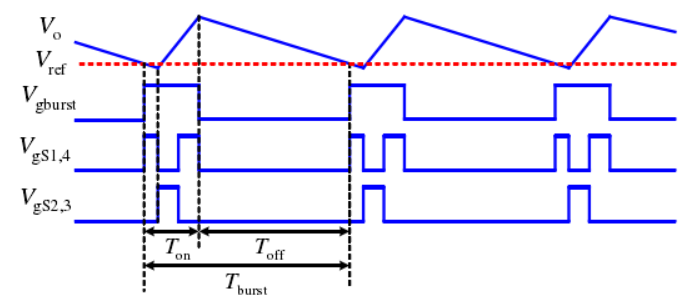 Vo
Vref
Vgburst
VgS1,4
VgS2,3
Ton
Toff
Tburst